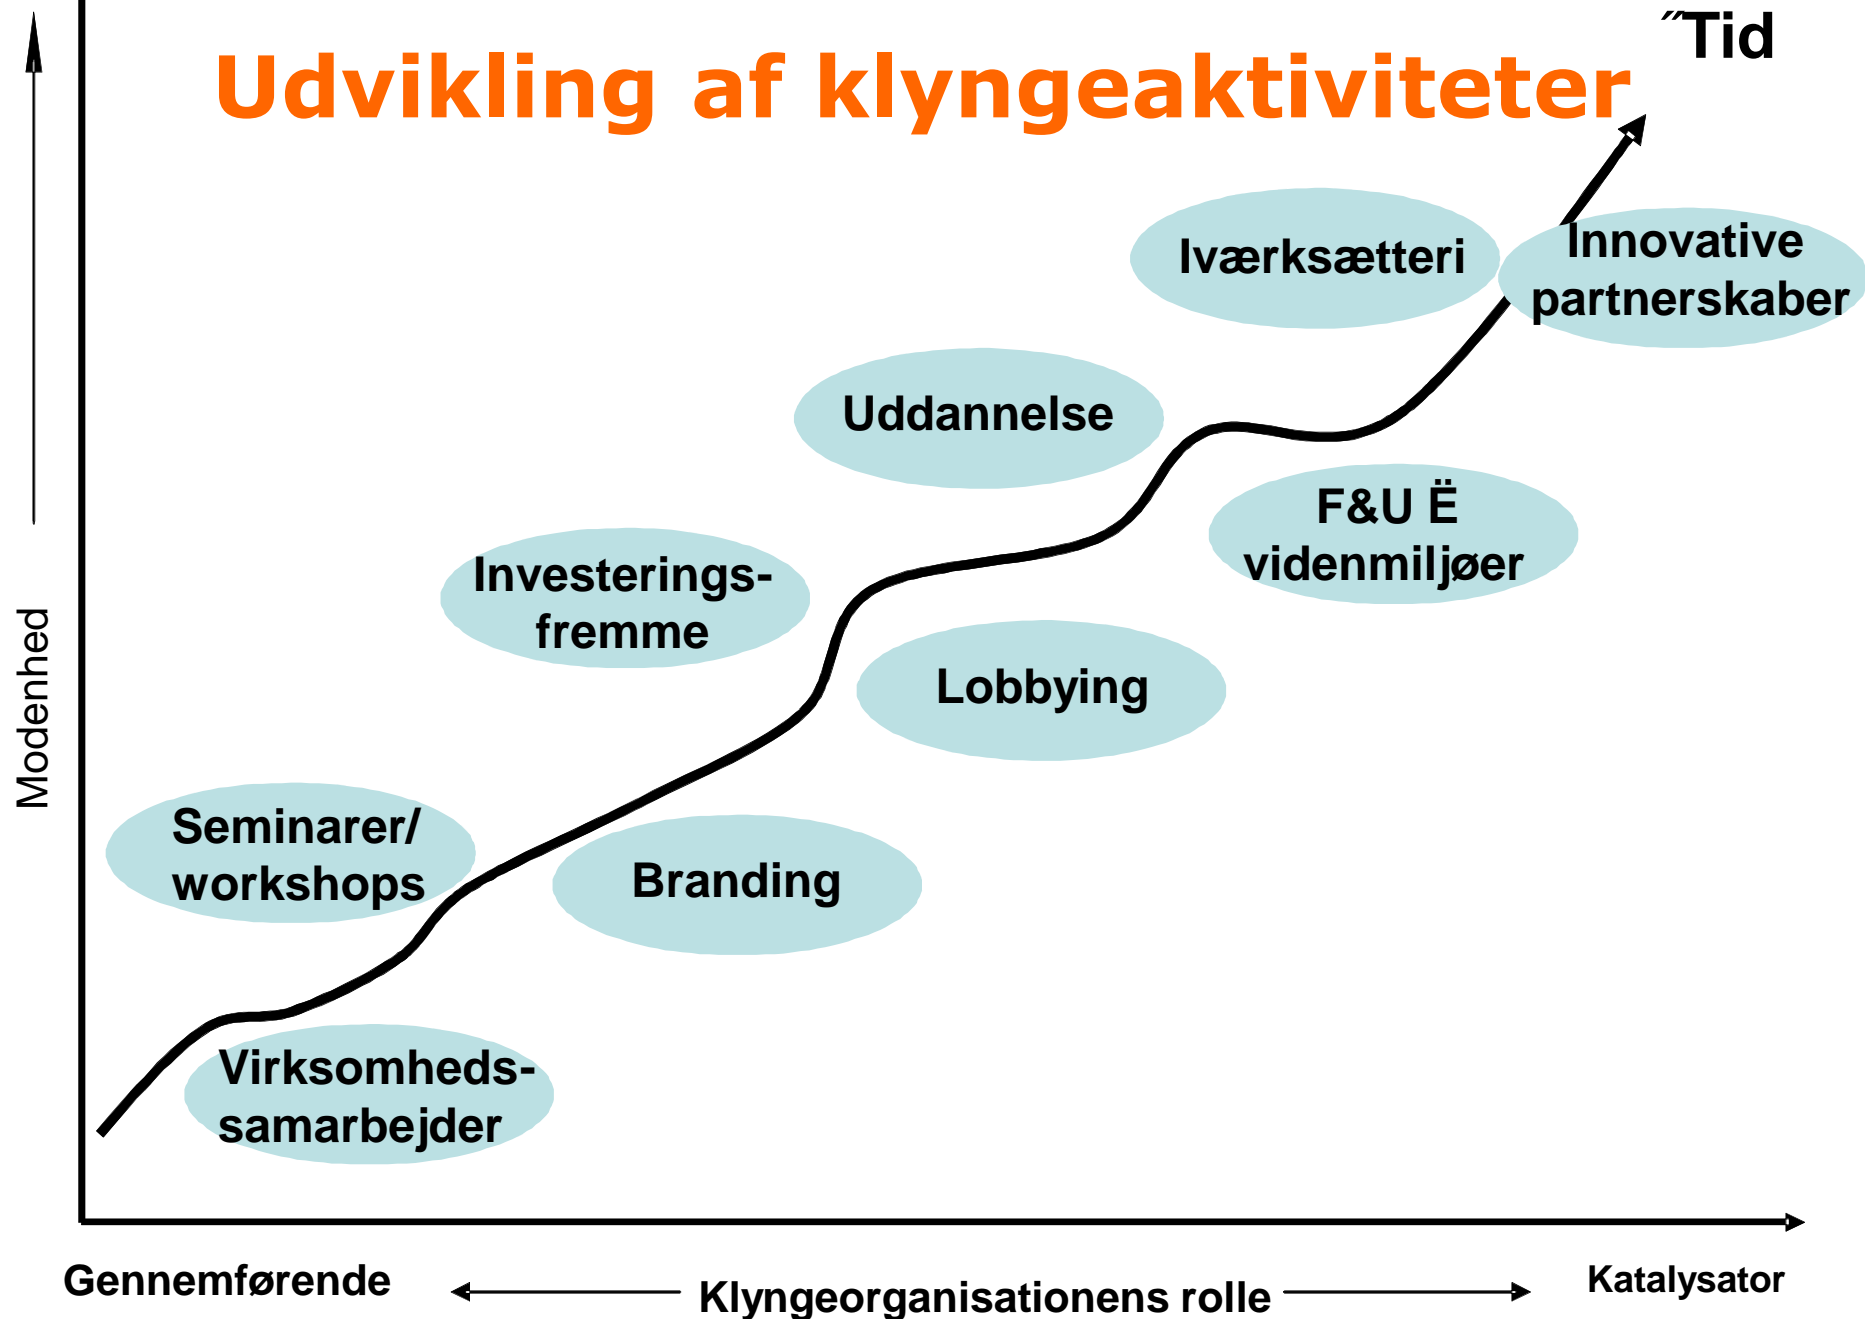 ˝Tid
Udvikling af klyngeaktiviteter
Iværksætteri
Innovative
partnerskaber
Uddannelse
F&U Ë
videnmiljøer
Investerings-
fremme
Lobbying
Modenhed
Seminarer/
workshops
Branding
Virksomheds-
samarbejder
Gennemførende
Klyngeorganisationens rolle
Katalysator